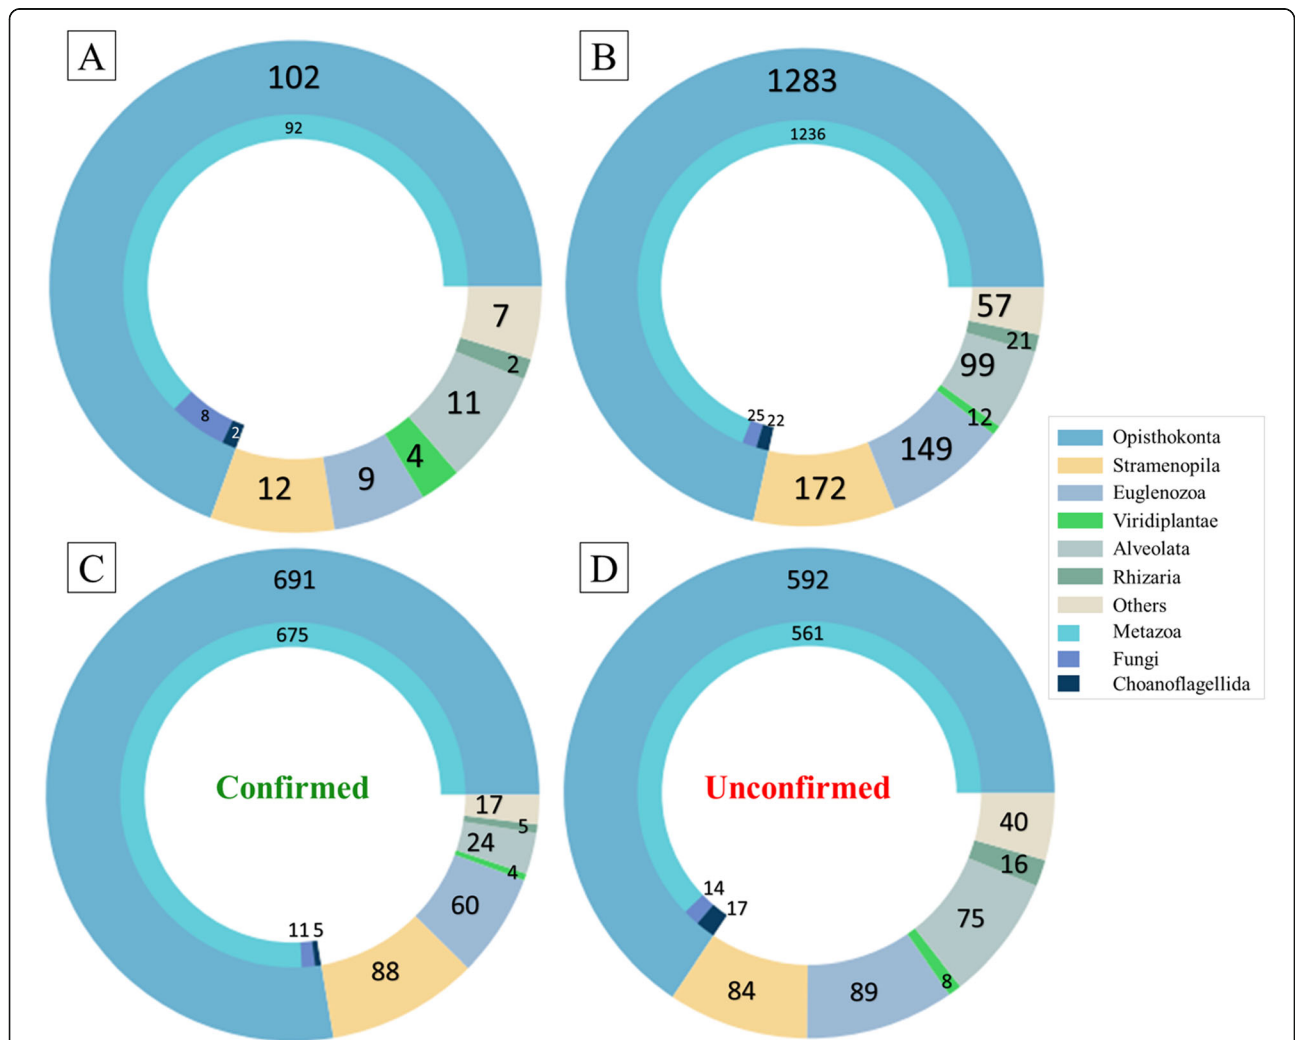 A
102
92
8
2
12
9
4
11
2
7
B
1283
1236
25
22
172
149
12
99
21
57
C
691
675
Confirmed
11
5
88
60
4
24
5
17
D
592
561
Unconfirmed
14
17
84
89
8
75
16
40
Opisthokonta
Stramenopila
Euglenozoa
Viridiplantae
Alveolata
Rhizaria
Others
Metazoa
Fungi
Choanoflagellida